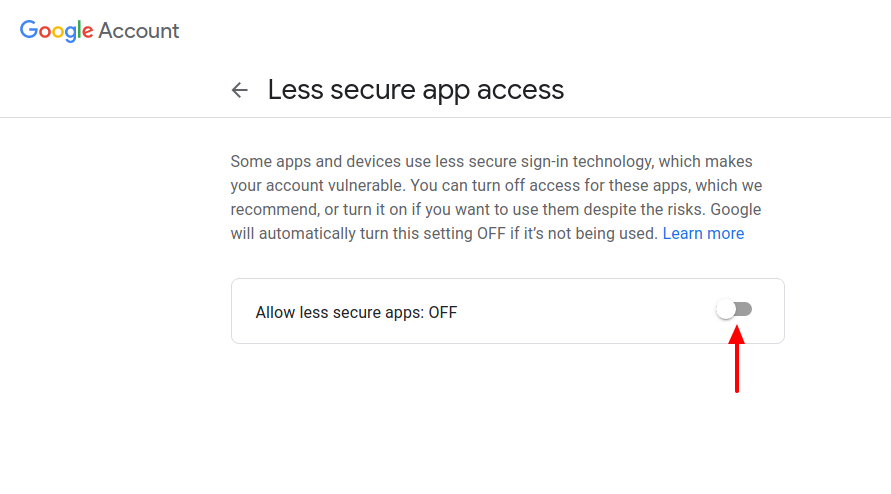 Google Account
Less secure app access
Some apps and devices use less secure sign-in technology, which makes
your account vulnerable. You can turn off access for these apps, which we
recommend, or turn it on if you want to use them despite the risks. Google
will automatically turn this setting OFF if it’s not being used. Learn more
Allow less secure apps: OFF